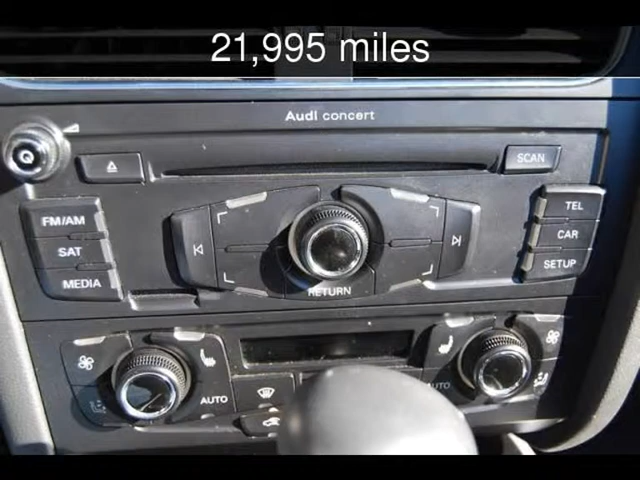 21,995 miles
Audi concert
SCAN
FM/AM
TEL
SAT
CAR
MEDIA
SETUP
RETURN
AUTO
AUTO